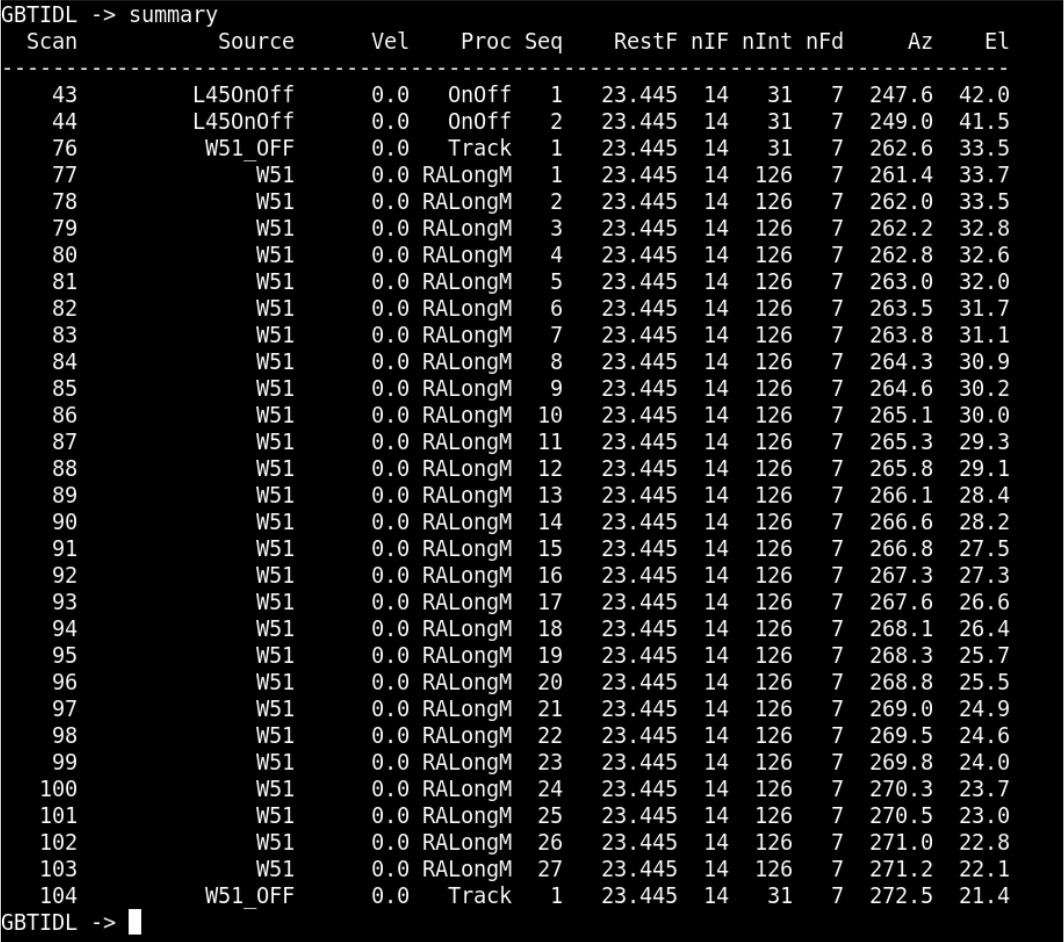 GBTIDL -> summary
  Scan           Source      Vel    Proc Seq    RestF nIF nInt nFd     Az    El
-------------------------------------------------------------------------------
    43         L45OnOff      0.0   OnOff   1   23.445  14   31   7  247.6  42.0
    44         L45OnOff      0.0   OnOff   2   23.445  14   31   7  249.0  41.5
    76          W51_OFF      0.0   Track   1   23.445  14   31   7  262.6  33.5
    77              W51      0.0 RALongM   1   23.445  14  126   7  261.4  33.7
    78              W51      0.0 RALongM   2   23.445  14  126   7  262.0  33.5
    79              W51      0.0 RALongM   3   23.445  14  126   7  262.2  32.8
    80              W51      0.0 RALongM   4   23.445  14  126   7  262.8  32.6
    81              W51      0.0 RALongM   5   23.445  14  126   7  263.0  32.0
    82              W51      0.0 RALongM   6   23.445  14  126   7  263.5  31.7
    83              W51      0.0 RALongM   7   23.445  14  126   7  263.8  31.1
    84              W51      0.0 RALongM   8   23.445  14  126   7  264.3  30.9
    85              W51      0.0 RALongM   9   23.445  14  126   7  264.6  30.2
    86              W51      0.0 RALongM  10   23.445  14  126   7  265.1  30.0
    87              W51      0.0 RALongM  11   23.445  14  126   7  265.3  29.3
    88              W51      0.0 RALongM  12   23.445  14  126   7  265.8  29.1
    89              W51      0.0 RALongM  13   23.445  14  126   7  266.1  28.4
    90              W51      0.0 RALongM  14   23.445  14  126   7  266.6  28.2
    91              W51      0.0 RALongM  15   23.445  14  126   7  266.8  27.5
    92              W51      0.0 RALongM  16   23.445  14  126   7  267.3  27.3
    93              W51      0.0 RALongM  17   23.445  14  126   7  267.6  26.6
    94              W51      0.0 RALongM  18   23.445  14  126   7  268.1  26.4
    95              W51      0.0 RALongM  19   23.445  14  126   7  268.3  25.7
    96              W51      0.0 RALongM  20   23.445  14  126   7  268.8  25.5
    97              W51      0.0 RALongM  21   23.445  14  126   7  269.0  24.9
    98              W51      0.0 RALongM  22   23.445  14  126   7  269.5  24.6
    99              W51      0.0 RALongM  23   23.445  14  126   7  269.8  24.0
   100              W51      0.0 RALongM  24   23.445  14  126   7  270.3  23.7
   101              W51      0.0 RALongM  25   23.445  14  126   7  270.5  23.0
   102              W51      0.0 RALongM  26   23.445  14  126   7  271.0  22.8
   103              W51      0.0 RALongM  27   23.445  14  126   7  271.2  22.1
   104          W51_OFF      0.0   Track   1   23.445  14   31   7  272.5  21.4
GBTIDL ->